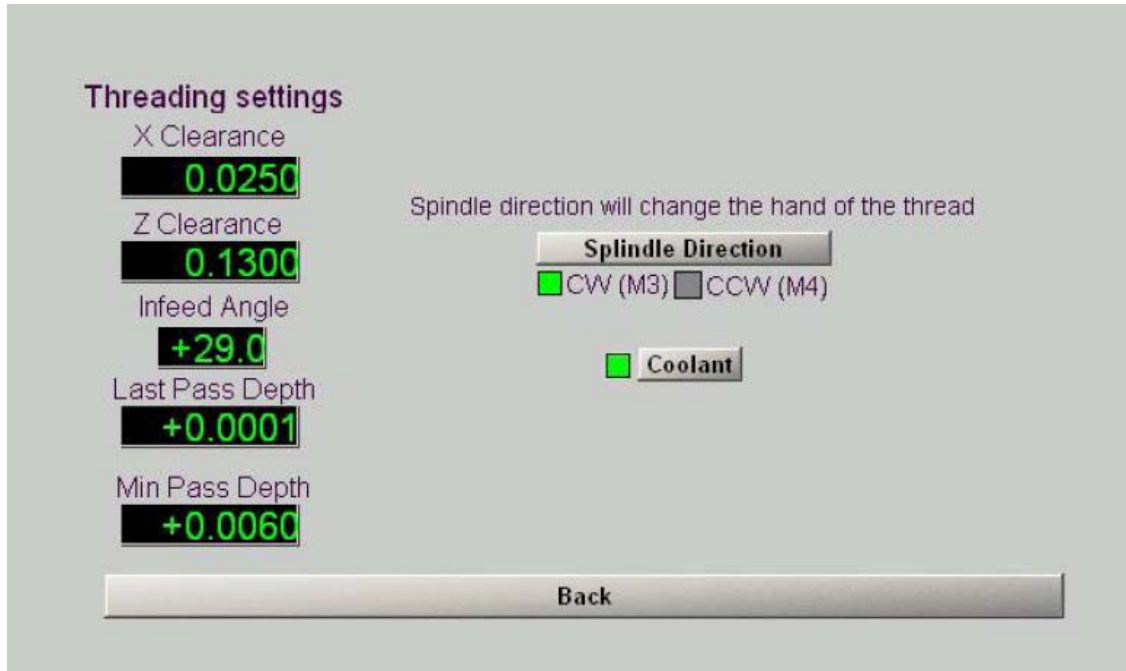 Threading settings
X Clearance
0.0250
Z Clearance
0.1300
Infeed Angle
+29.0
Last Pass Depth
+0.0001
Min Pass Depth
+0.0060
Spindle direction will change the hand of the thread
Splindle Direction
CW (M3) CCW (M4)
Coolant
Back